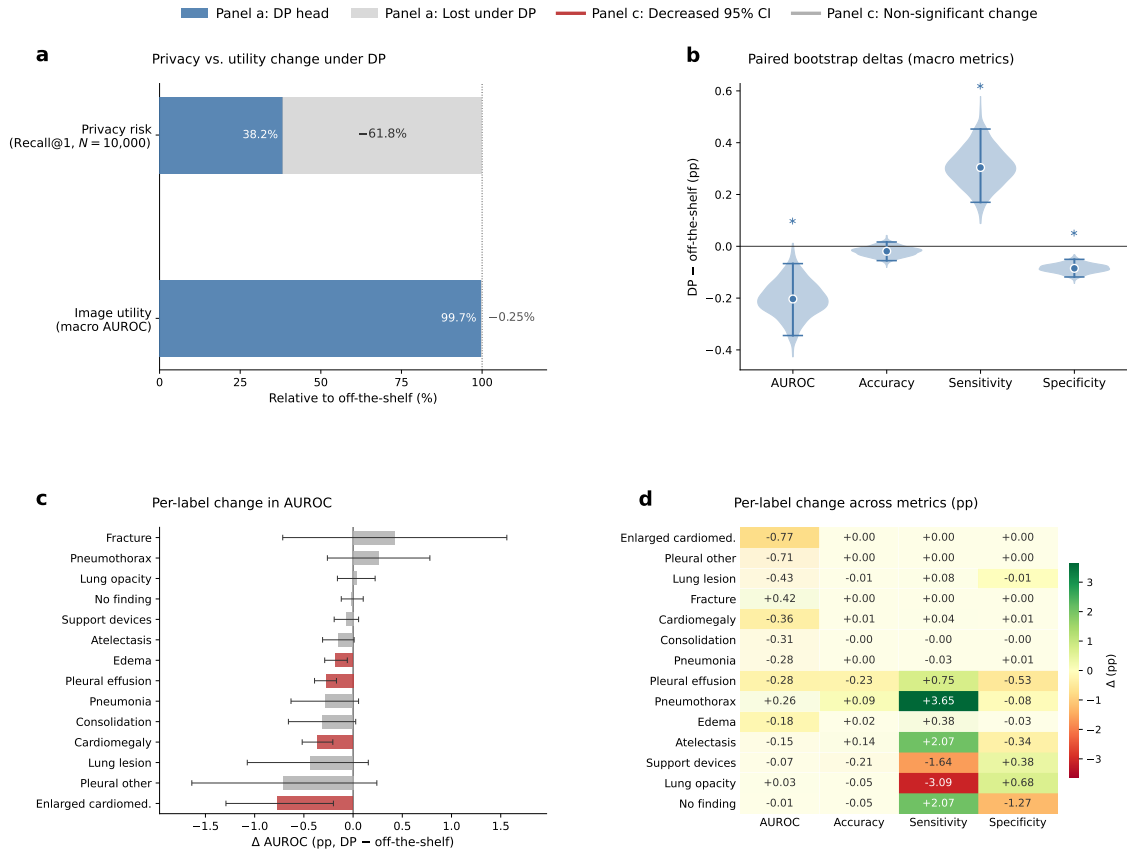 Panel a: DP head
Panel a: Lost under DP
Panel c: Decreased 95% CI
Panel c: Non-significant change
a
Privacy vs. utility change under DP
Privacy risk
(Recall@1, N = 10,000)
38.2%
−61.8%
Image utility
(macro AUROC)
99.7%
−0.25%
0
25
50
75
100
Relative to off-the-shelf (%)
b
Paired bootstrap deltas (macro metrics)
DP − off-the-shelf (pp)
0.6
0.4
0.2
0.0
−0.2
−0.4
*
*
*
AUROC
Accuracy
Sensitivity
Specificity
c
Per-label change in AUROC
Fracture
Pneumothorax
Lung opacity
No finding
Support devices
Atelectasis
Edema
Pleural effusion
Pneumonia
Consolidation
Cardiomegaly
Lung lesion
Pleural other
Enlarged cardiomed.
−1.5
−1.0
−0.5
0.0
0.5
1.0
1.5
Δ AUROC (pp, DP − off-the-shelf)
d
Per-label change across metrics (pp)
Enlarged cardiomed. -0.77 +0.00 +0.00 +0.00
Pleural other -0.71 +0.00 +0.00 +0.00
Lung lesion -0.43 -0.01 +0.08 -0.01
Fracture +0.42 +0.00 +0.00 +0.00
Cardiomegaly -0.36 +0.01 +0.04 +0.01
Consolidation -0.31 -0.00 -0.00 -0.00
Pneumonia -0.28 +0.00 -0.03 +0.01
Pleural effusion -0.28 -0.23 +0.75 -0.53
Pneumothorax +0.26 +0.09 +3.65 -0.08
Edema -0.18 +0.02 +0.38 -0.03
Atelectasis -0.15 +0.14 +2.07 -0.34
Support devices -0.07 -0.21 -1.64 +0.38
Lung opacity +0.03 -0.05 -3.09 +0.68
No finding -0.01 -0.05 +2.07 -1.27
AUROC Accuracy Sensitivity Specificity
3
2
1
0
−1
−2
−3
Δ (pp)